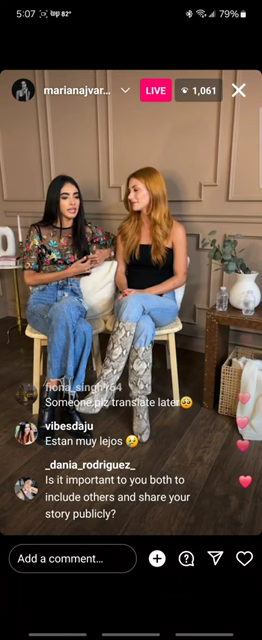 5:07 82° 79%
marianajvar... LIVE 1,061
fiona_singh764
Someone plz translate later🥺
vibesdaju
Estan muy lejos 😢
_dania_rodriguez_
Is it important to you both to
include others and share your
story publicly?
Add a comment...